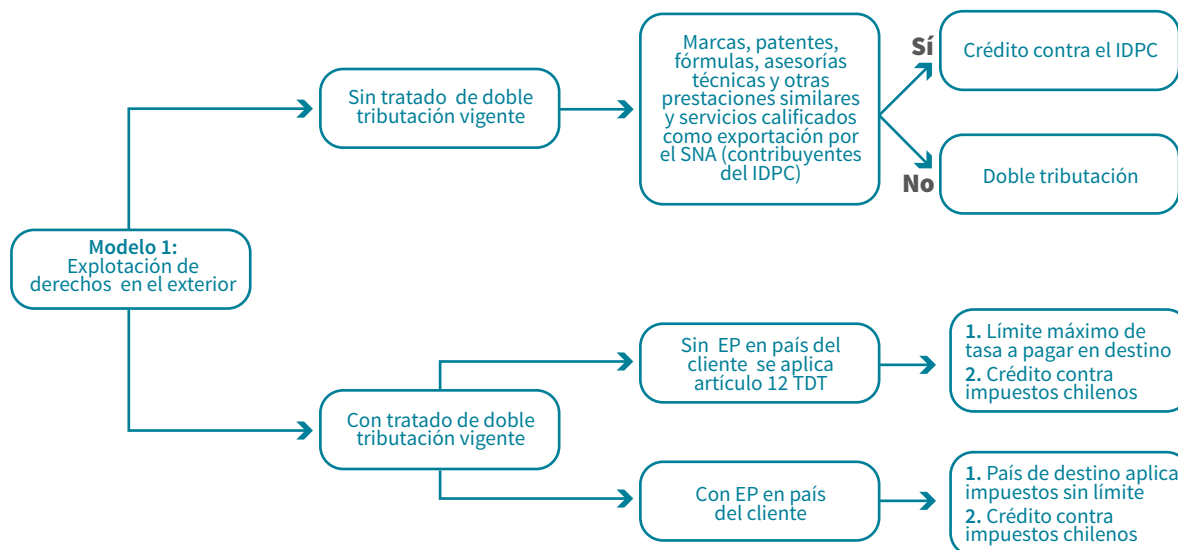 Modelo 1:
Explotación de
derechos en el exterior
Sin tratado de doble
tributación vigente
Marcas, patentes,
fórmulas, asesorías
técnicas y otras
prestaciones similares
y servicios calificados
como exportación por
el SNA (contribuyentes
del IDPC)
Sí
Crédito contra el IDPC
No
Doble tributación
Con tratado de doble
tributación vigente
Sin EP en país del
cliente se aplica
artículo 12 TDT
1. Límite máximo de
tasa a pagar en destino
2. Crédito contra
impuestos chilenos
Con EP en país
del cliente
1. País de destino aplica
impuestos sin límite
2. Crédito contra
impuestos chilenos